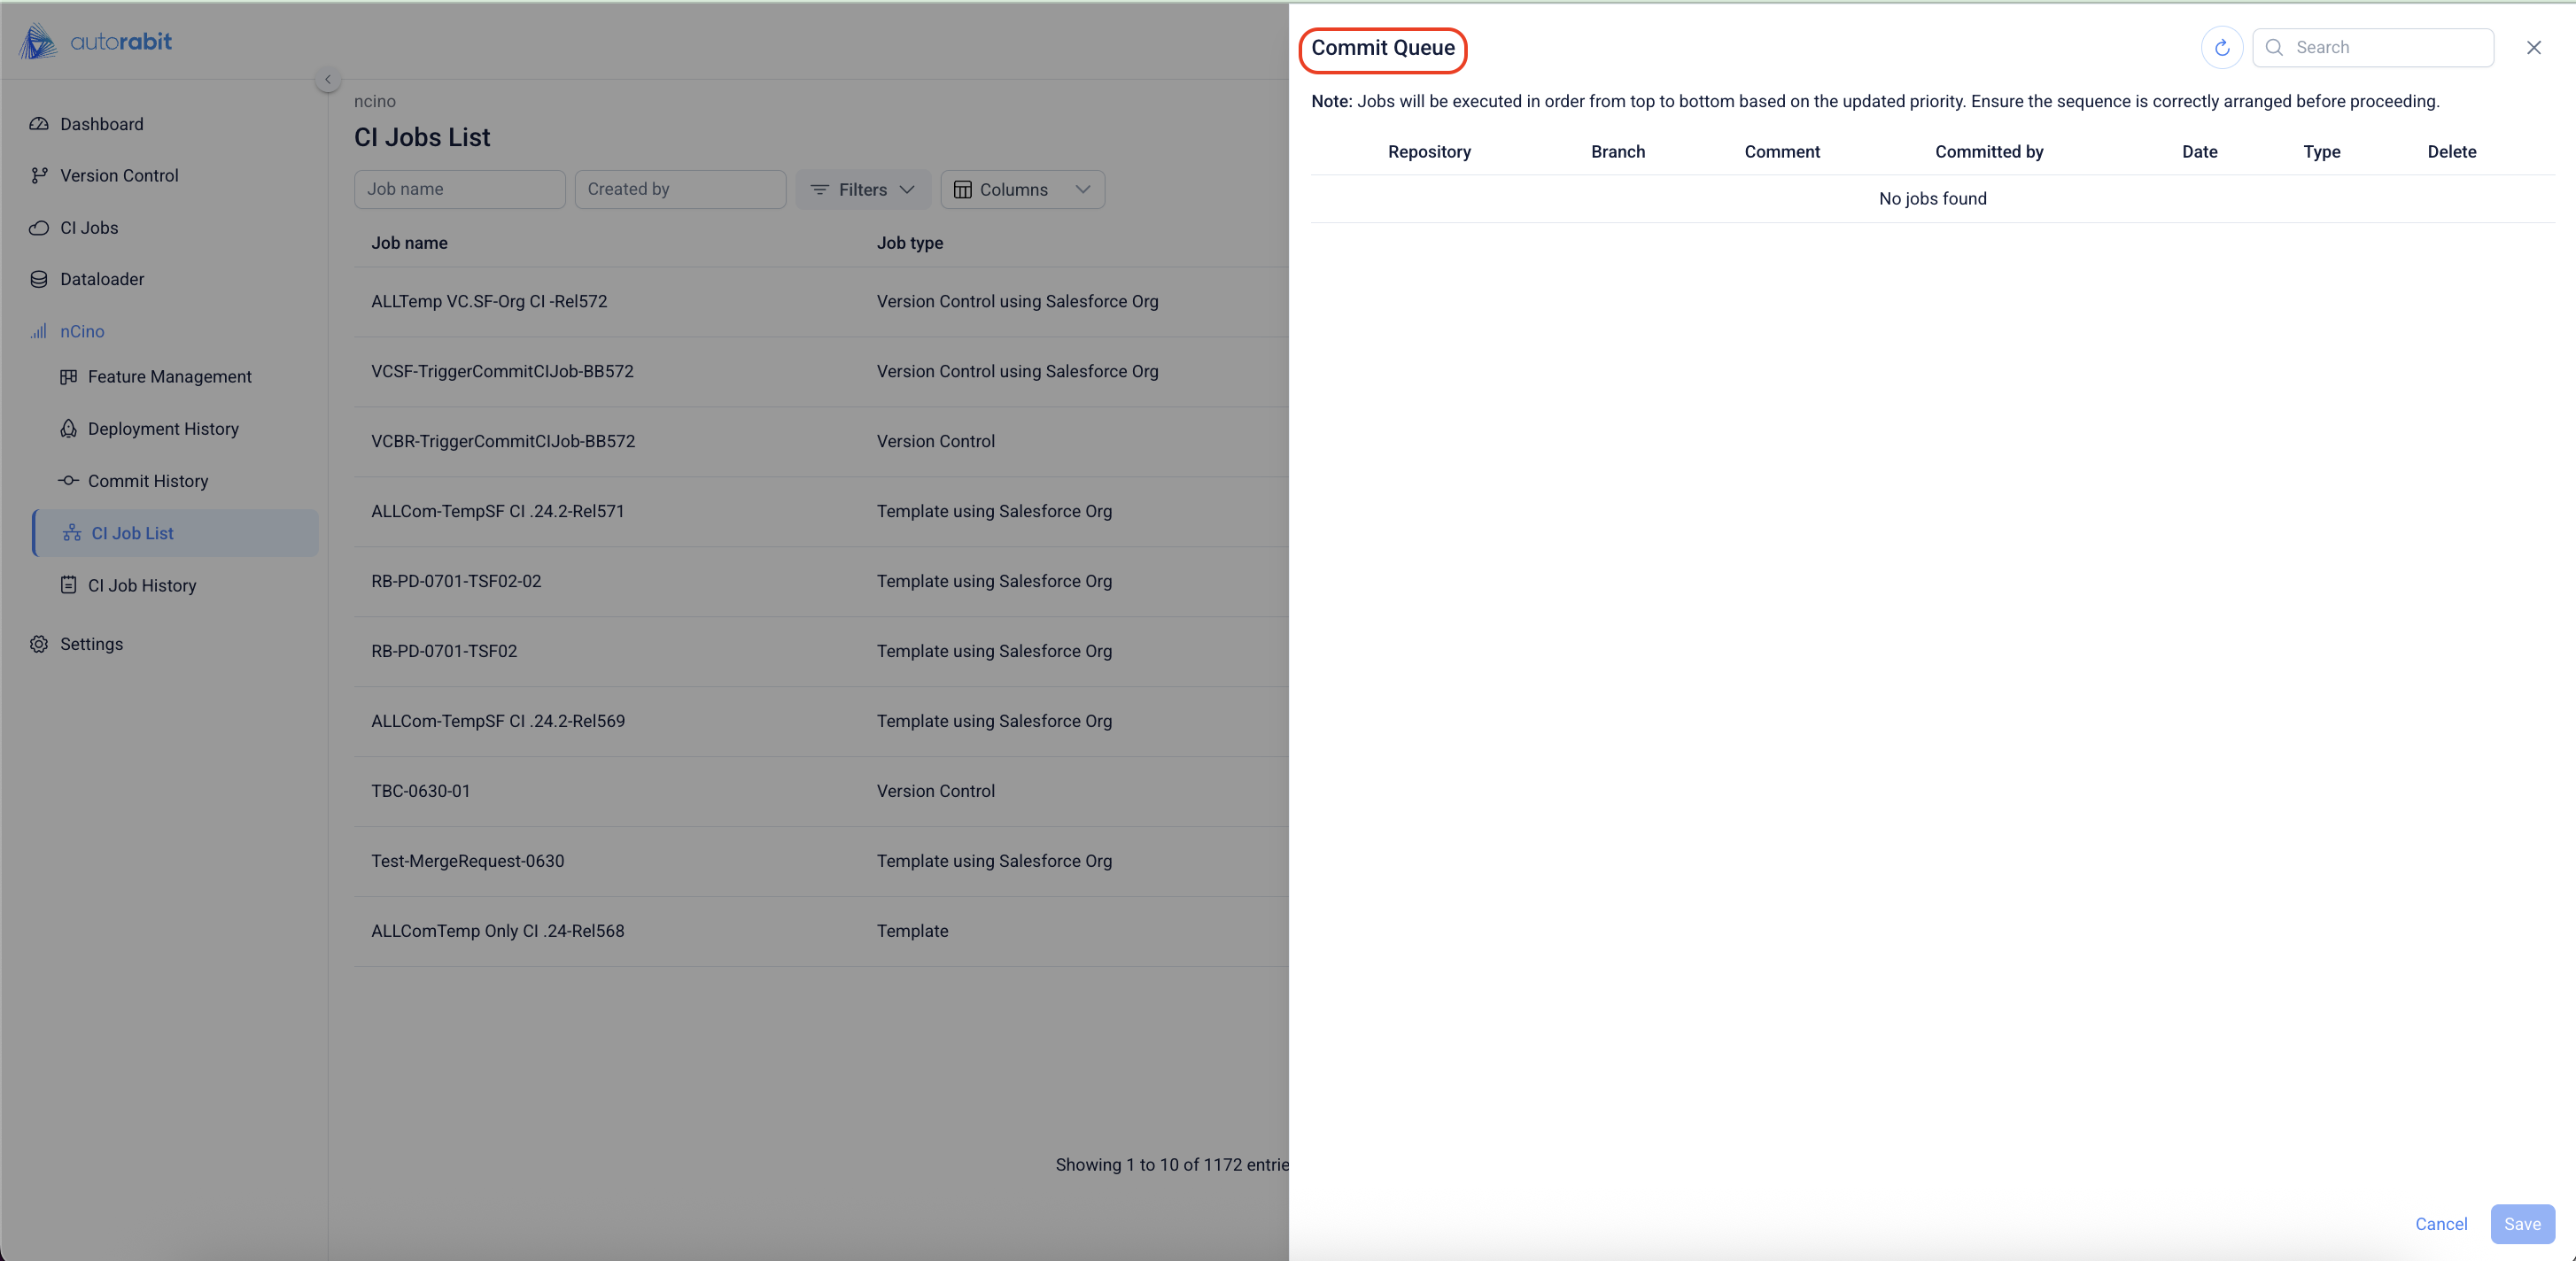 autorabit
Dashboard
Version Control
CI Jobs
Dataloader
nCino
Feature Management
Deployment History
Commit History
CI Job List
CI Job History
Settings
ncino
CI Jobs List
Job name Created by Filters Columns
Job name Job type
ALLTemp VC.SF-Org CI -Rel572 Version Control using Salesforce Org
VCSF-TriggerCommitCIJob-BB572 Version Control using Salesforce Org
VCBR-TriggerCommitCIJob-BB572 Version Control
ALLCom-TempSF CI .24.2-Rel571 Template using Salesforce Org
RB-PD-0701-TSF02-02 Template using Salesforce Org
RB-PD-0701-TSF02 Template using Salesforce Org
ALLCom-TempSF CI .24.2-Rel569 Template using Salesforce Org
TBC-0630-01 Version Control
Test-MergeRequest-0630 Template using Salesforce Org
ALLComTemp Only CI .24-Rel568 Template
Showing 1 to 10 of 1172 entrie
Commit Queue
Search
Note: Jobs will be executed in order from top to bottom based on the updated priority. Ensure the sequence is correctly arranged before proceeding.
Repository Branch Comment Committed by Date Type Delete
No jobs found
Cancel Save